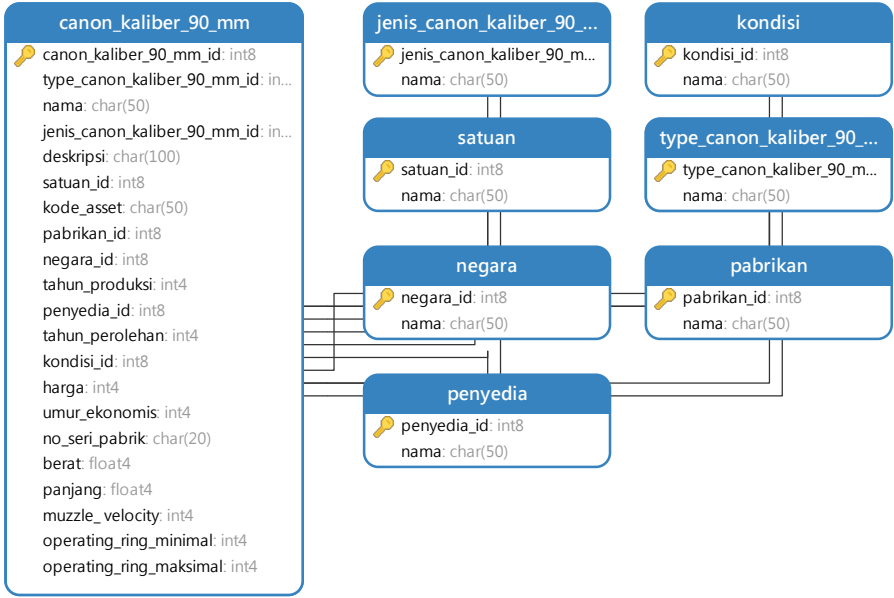 canon_kaliber_90_mm
canon_kaliber_90_mm_id: int8
type_canon_kaliber_90_mm_id: in...
nama: char(50)
jenis_canon_kaliber_90_mm_id: in...
deskripsi: char(100)
satuan_id: int8
kode_asset: char(50)
pabrikan_id: int8
negara_id: int8
tahun_produksi: int4
penyedia_id: int8
tahun_perolehan: int4
kondisi_id: int8
harga: int4
umur_ekonomis: int4
no_seri_pabrik: char(20)
berat: float4
panjang: float4
muzzle_ velocity: int4
operating_ring_minimal: int4
operating_ring_maksimal: int4
jenis_canon_kaliber_90_...
jenis_canon_kaliber_90_m...
nama: char(50)
kondisi
kondisi_id: int8
nama: char(50)
satuan
satuan_id: int8
nama: char(50)
type_canon_kaliber_90_...
type_canon_kaliber_90_m...
nama: char(50)
negara
negara_id: int8
nama: char(50)
pabrikan
pabrikan_id: int8
nama: char(50)
penyedia
penyedia_id: int8
nama: char(50)